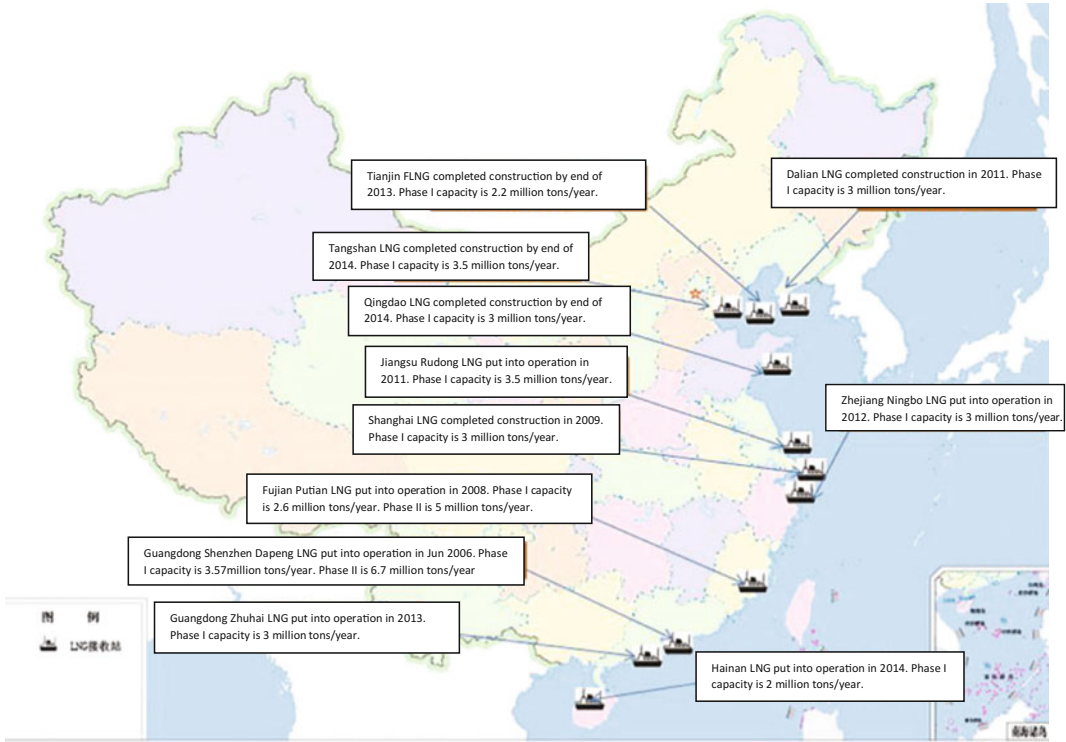 Tianjin FLNG completed construction by end of
2013. Phase I capacity is 2.2 million tons/year.
Dalian LNG completed construction in 2011. Phase
I capacity is 3 million tons/year.
Tangshan LNG completed construction by end of
2014. Phase I capacity is 3.5 million tons/year.
Qingdao LNG completed construction by end of
2014. Phase I capacity is 3 million tons/year.
Jiangsu Rudong LNG put into operation in
2011. Phase I capacity is 3.5 million tons/year.
Zhejiang Ningbo LNG put into operation in
2012. Phase I capacity is 3 million tons/year.
Shanghai LNG completed construction in 2009.
Phase I capacity is 3 million tons/year.
Fujian Putian LNG put into operation in 2008. Phase I capacity
is 2.6 million tons/year. Phase II is 5 million tons/year.
Guangdong Shenzhen Dapeng LNG put into operation in Jun 2006. Phase
I capacity is 3.57million tons/year. Phase II is 6.7 million tons/year
Guangdong Zhuhai LNG put into operation in 2013.
Phase I capacity is 3 million tons/year.
Hainan LNG put into operation in 2014. Phase I
capacity is 2 million tons/year.
图 例
LNG接收站
南海诸岛